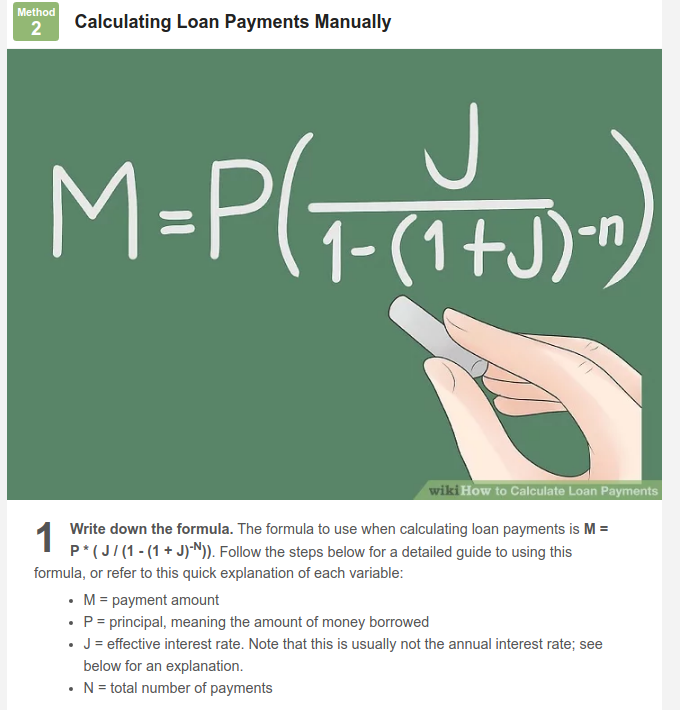 Method
2
Calculating Loan Payments Manually
M=P(J/1-(1+J)-n)
wikiHow to Calculate Loan Payments
1 Write down the formula. The formula to use when calculating loan payments is M =
P * ( J / (1 - (1 + J)-N)). Follow the steps below for a detailed guide to using this
formula, or refer to this quick explanation of each variable:
• M = payment amount
• P = principal, meaning the amount of money borrowed
• J = effective interest rate. Note that this is usually not the annual interest rate; see
below for an explanation.
• N = total number of payments